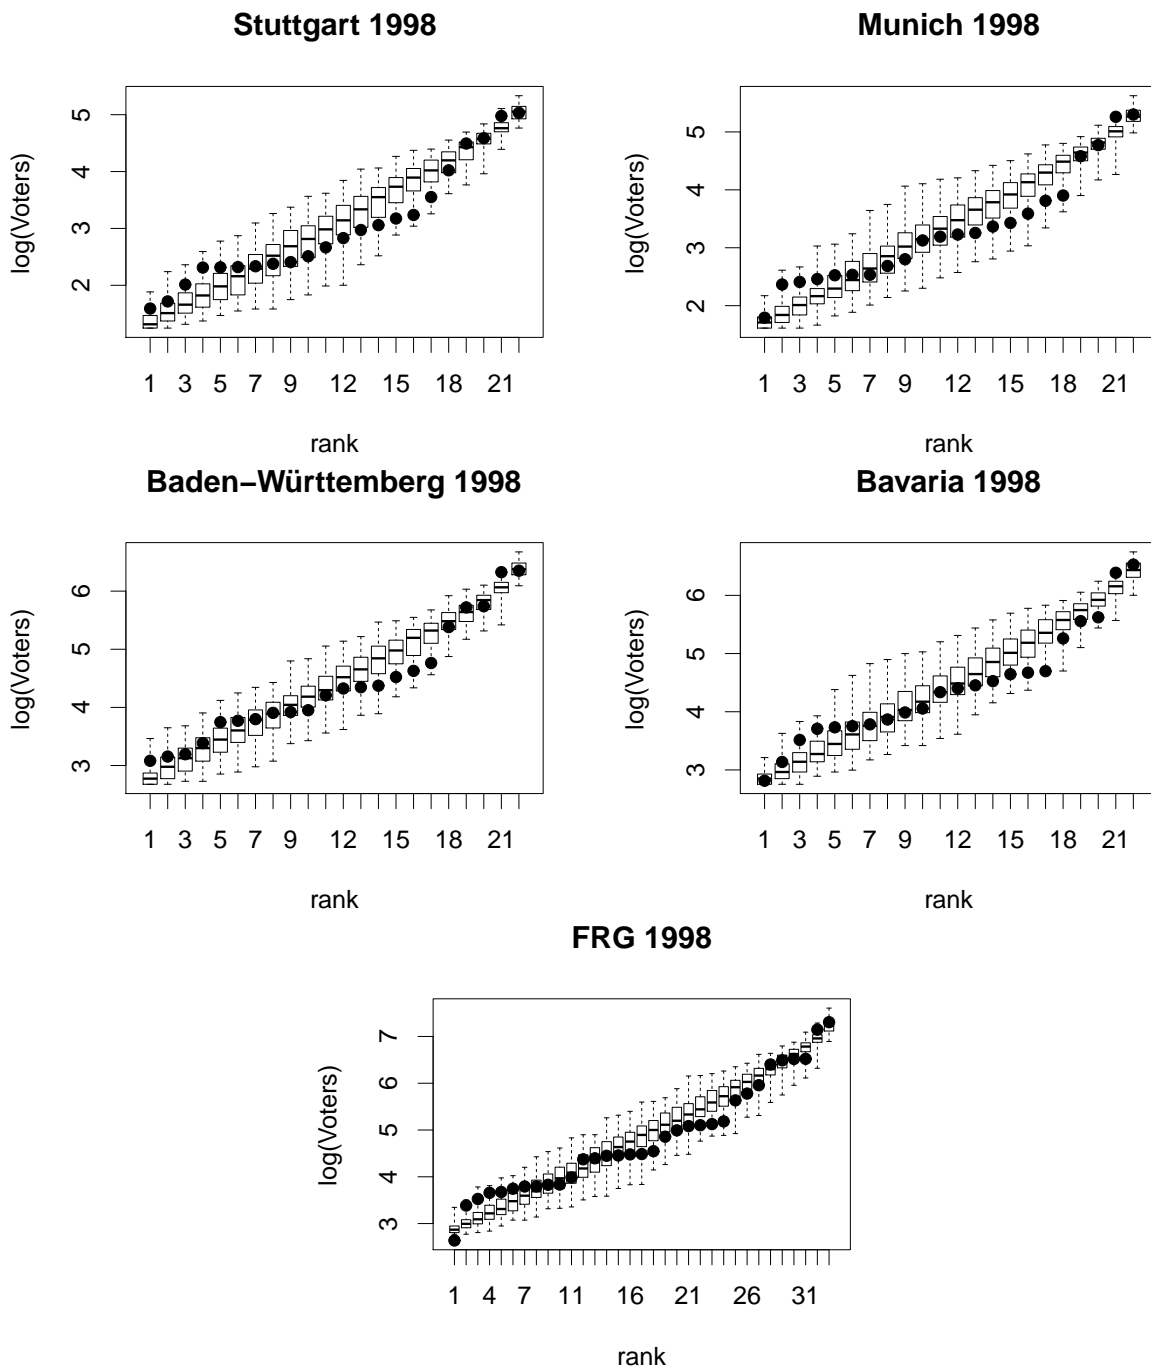 Stuttgart 1998
Munich 1998
log(Voters)
5
4
3
2
1 3 5 7 9 12 15 18 21
rank
log(Voters)
5
4
3
2
1 3 5 7 9 12 15 18 21
rank
Baden−Württemberg 1998
Bavaria 1998
log(Voters)
6
5
4
3
1 3 5 7 9 12 15 18 21
rank
log(Voters)
6
5
4
3
1 3 5 7 9 12 15 18 21
rank
FRG 1998
log(Voters)
7
6
5
4
3
1 4 7 11 16 21 26 31
rank